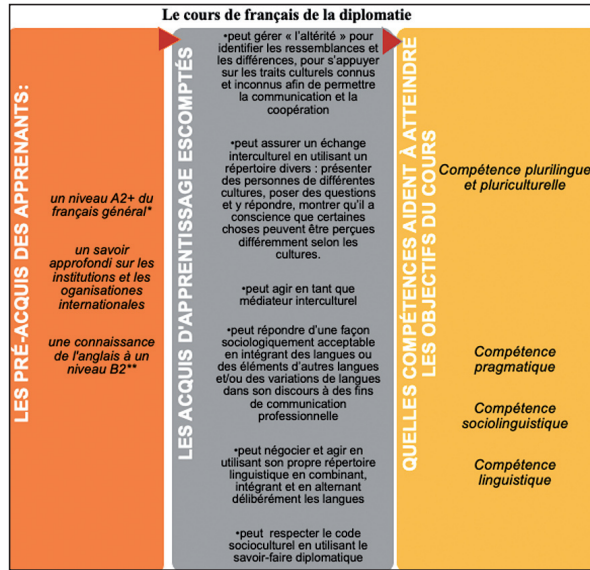 Le cours de français de la diplomatie
LES PRÉ-ACQUIS DES APPRENANTS:
un niveau A2+ du
français général*
un savoir
approfondi sur les
institutions et les
oganisationes
internationales
une connaissance
de l'anglais à un
niveau B2**
LES ACQUIS D'APPRENTISSAGE ESCOMPTÉS
•peut gérer « l'altérité » pour
identifier les ressemblances et
les différences, pour s'appuyer
sur les traits culturels connus
et inconnus afin de permettre
la communication et la
coopération
•peut assurer un échange
interculturel en utilisant un
répertoire divers : présenter
des personnes de différentes
cultures, poser des questions
et y répondre, montrer qu'il a
conscience que certaines
choses peuvent être perçues
différemment selon les
cultures.
•peut agir en tant que
médiateur interculturel
•peut répondre d'une façon
sociologiquement acceptable
en intégrant des langues ou
des éléments d'autres langues
et/ou des variations de langues
dans son discours à des fins
de communication
professionnelle
•peut négocier et agir en
utilisant son propre répertoire
linguistique en combinant,
intégrant et en alternant
délibérément les langues
•peut respecter le code
socioculturel en utilisant le
savoir-faire diplomatique
QUELLES COMPÉTENCES AIDENT À ATTEINDRE
LES OBJECTIFS DU COURS
Compétence plurilingue
et pluriculturelle
Compétence
pragmatique
Compétence
sociolinguistique
Compétence
linguistique